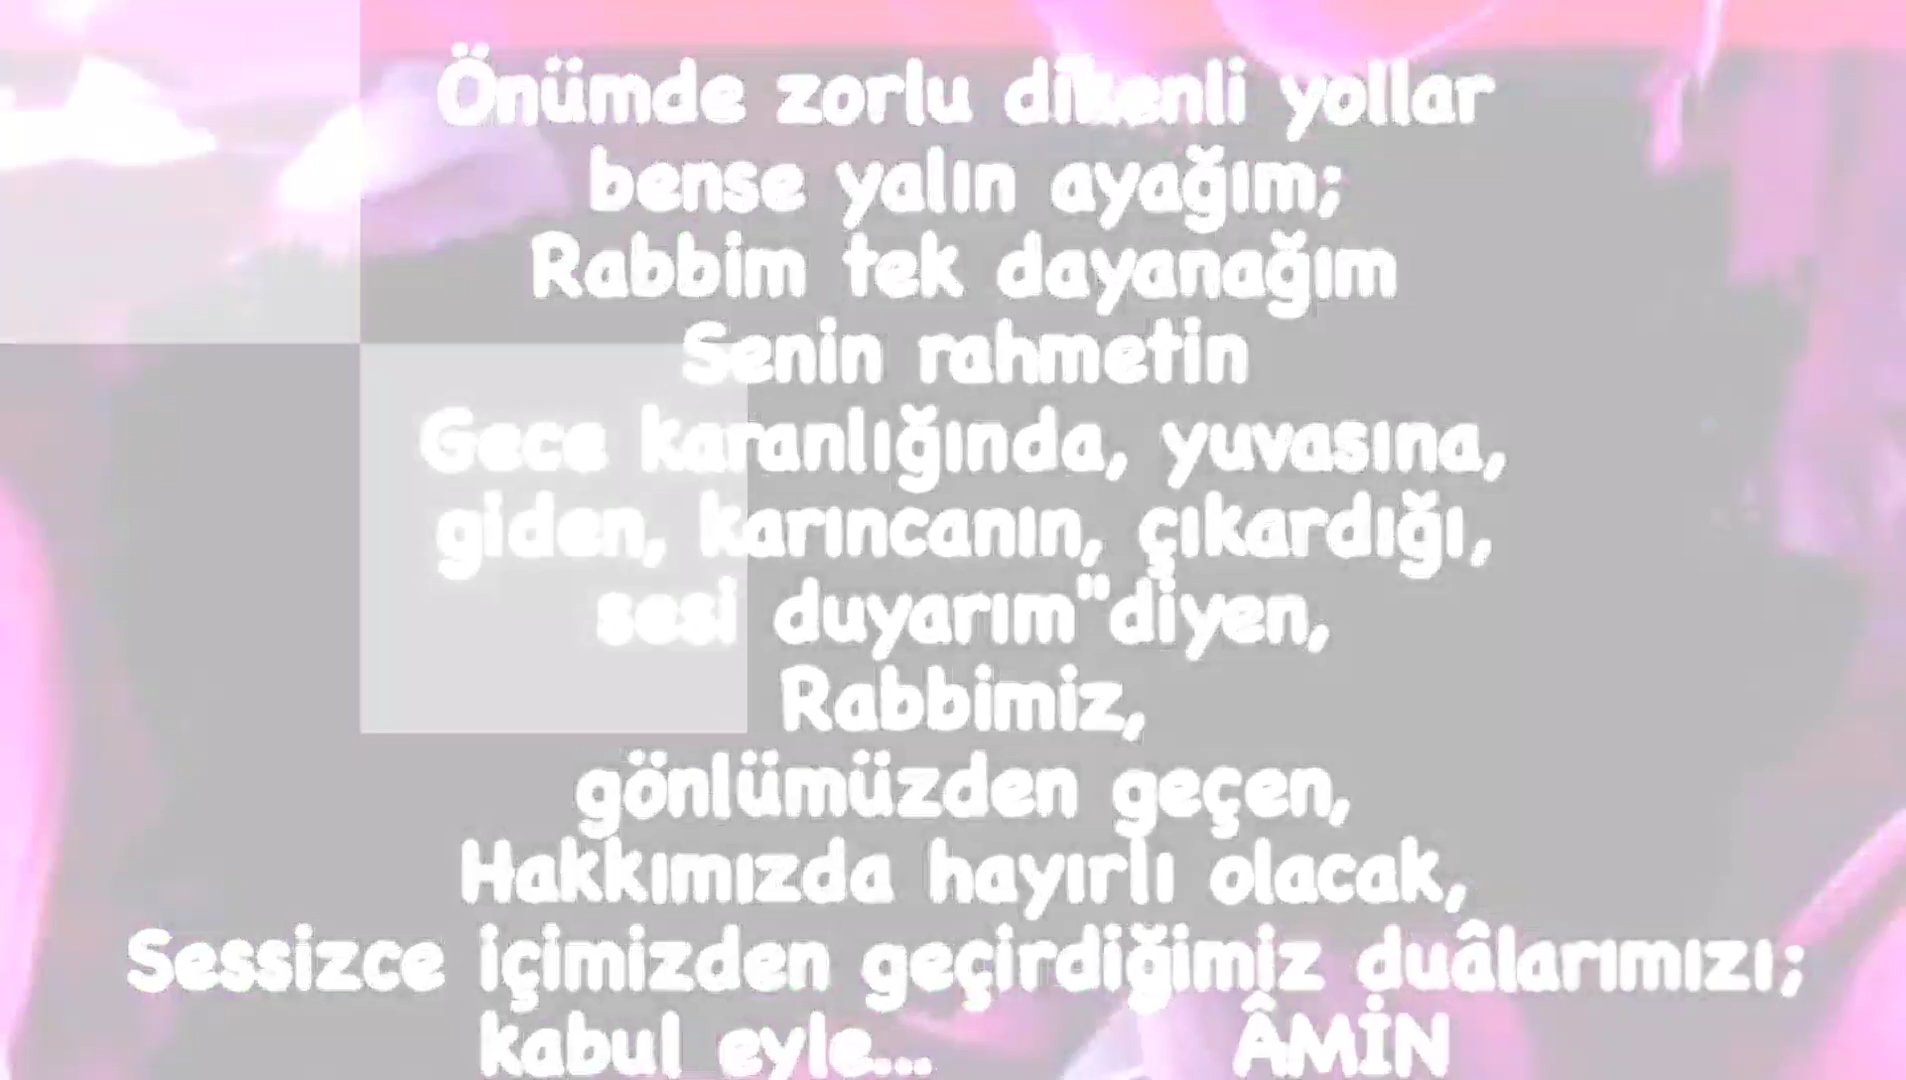 Önümde zorlu dikenli yollar
bense yalın ayağım;
Rabbim tek dayanağım
Senin rahmetin
Gece karanlığında, yuvasına,
giden, karıncanın, çıkardığı,
sesi duyarım"diyen,
Rabbimiz,
gönlümüzden geçen,
Hakkımızda hayırlı olacak,
Sessizce içimizden geçirdiğimiz duâlarımızı;
kabul eyle... ÂMİN